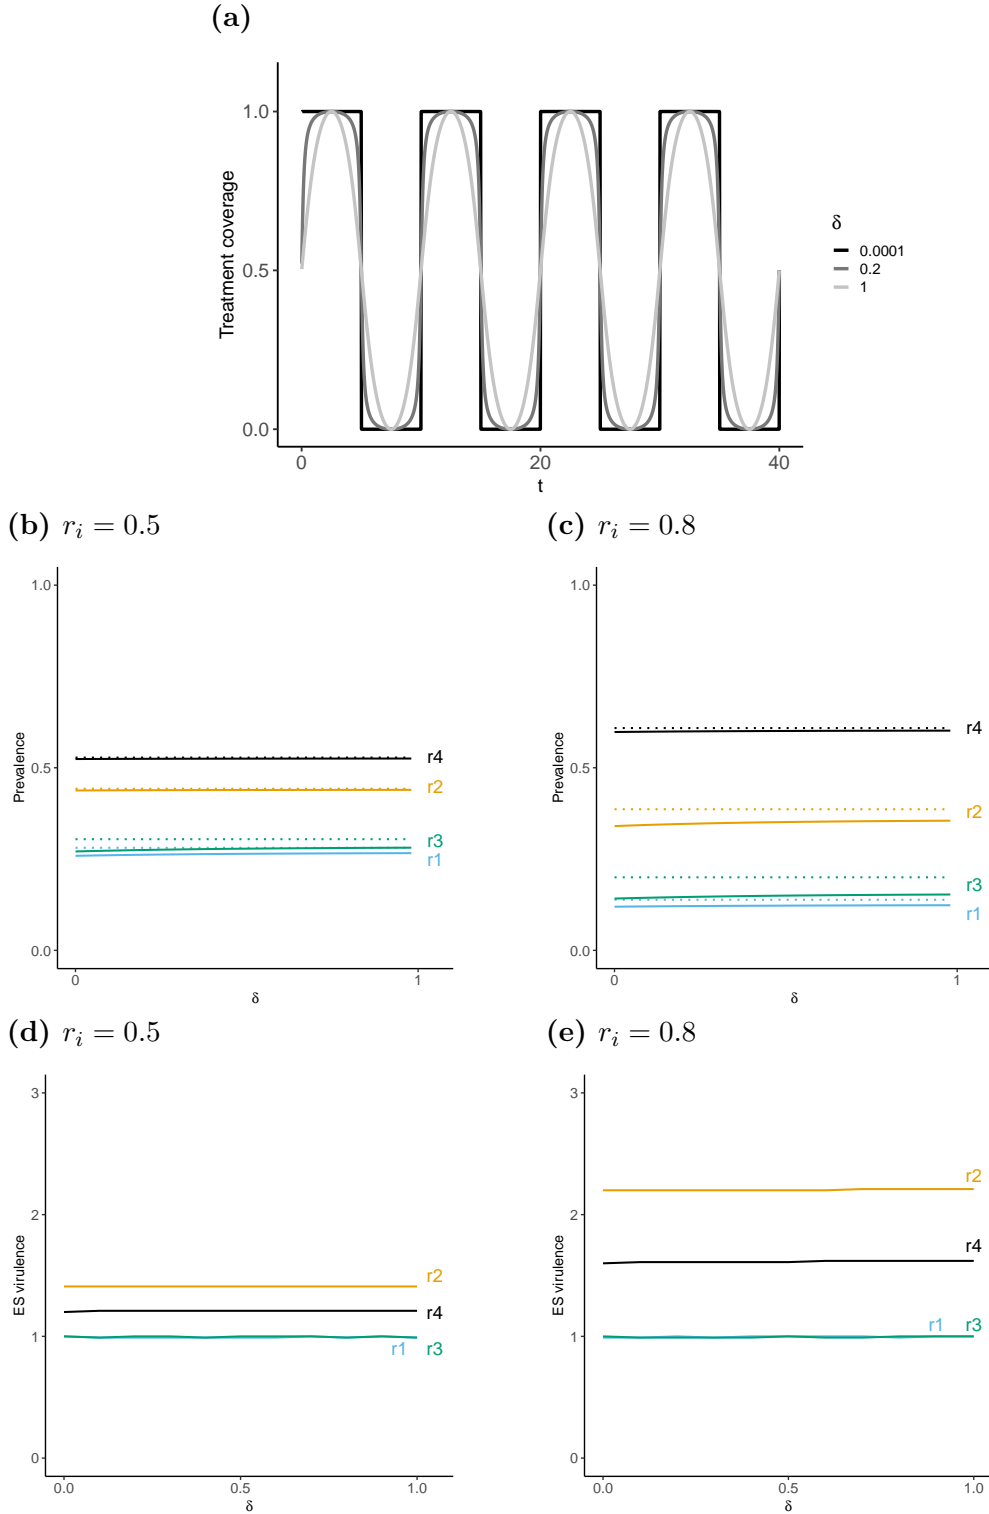 (a)
1.0
0.5
0.0
Treatment coverage
0
20
40
t
δ
0.0001
0.2
1
(b) r_i = 0.5
1.0
0.5
0.0
Prevalence
r4
r2
r3
r1
0
1
δ
(c) r_i = 0.8
1.0
0.5
0.0
Prevalence
r4
r2
r3
r1
0
1
δ
(d) r_i = 0.5
3
2
1
0
ES virulence
r2
r4
r1 r3
0.0
0.5
1.0
δ
(e) r_i = 0.8
3
2
1
0
ES virulence
r2
r4
r1 r3
0.0
0.5
1.0
δ